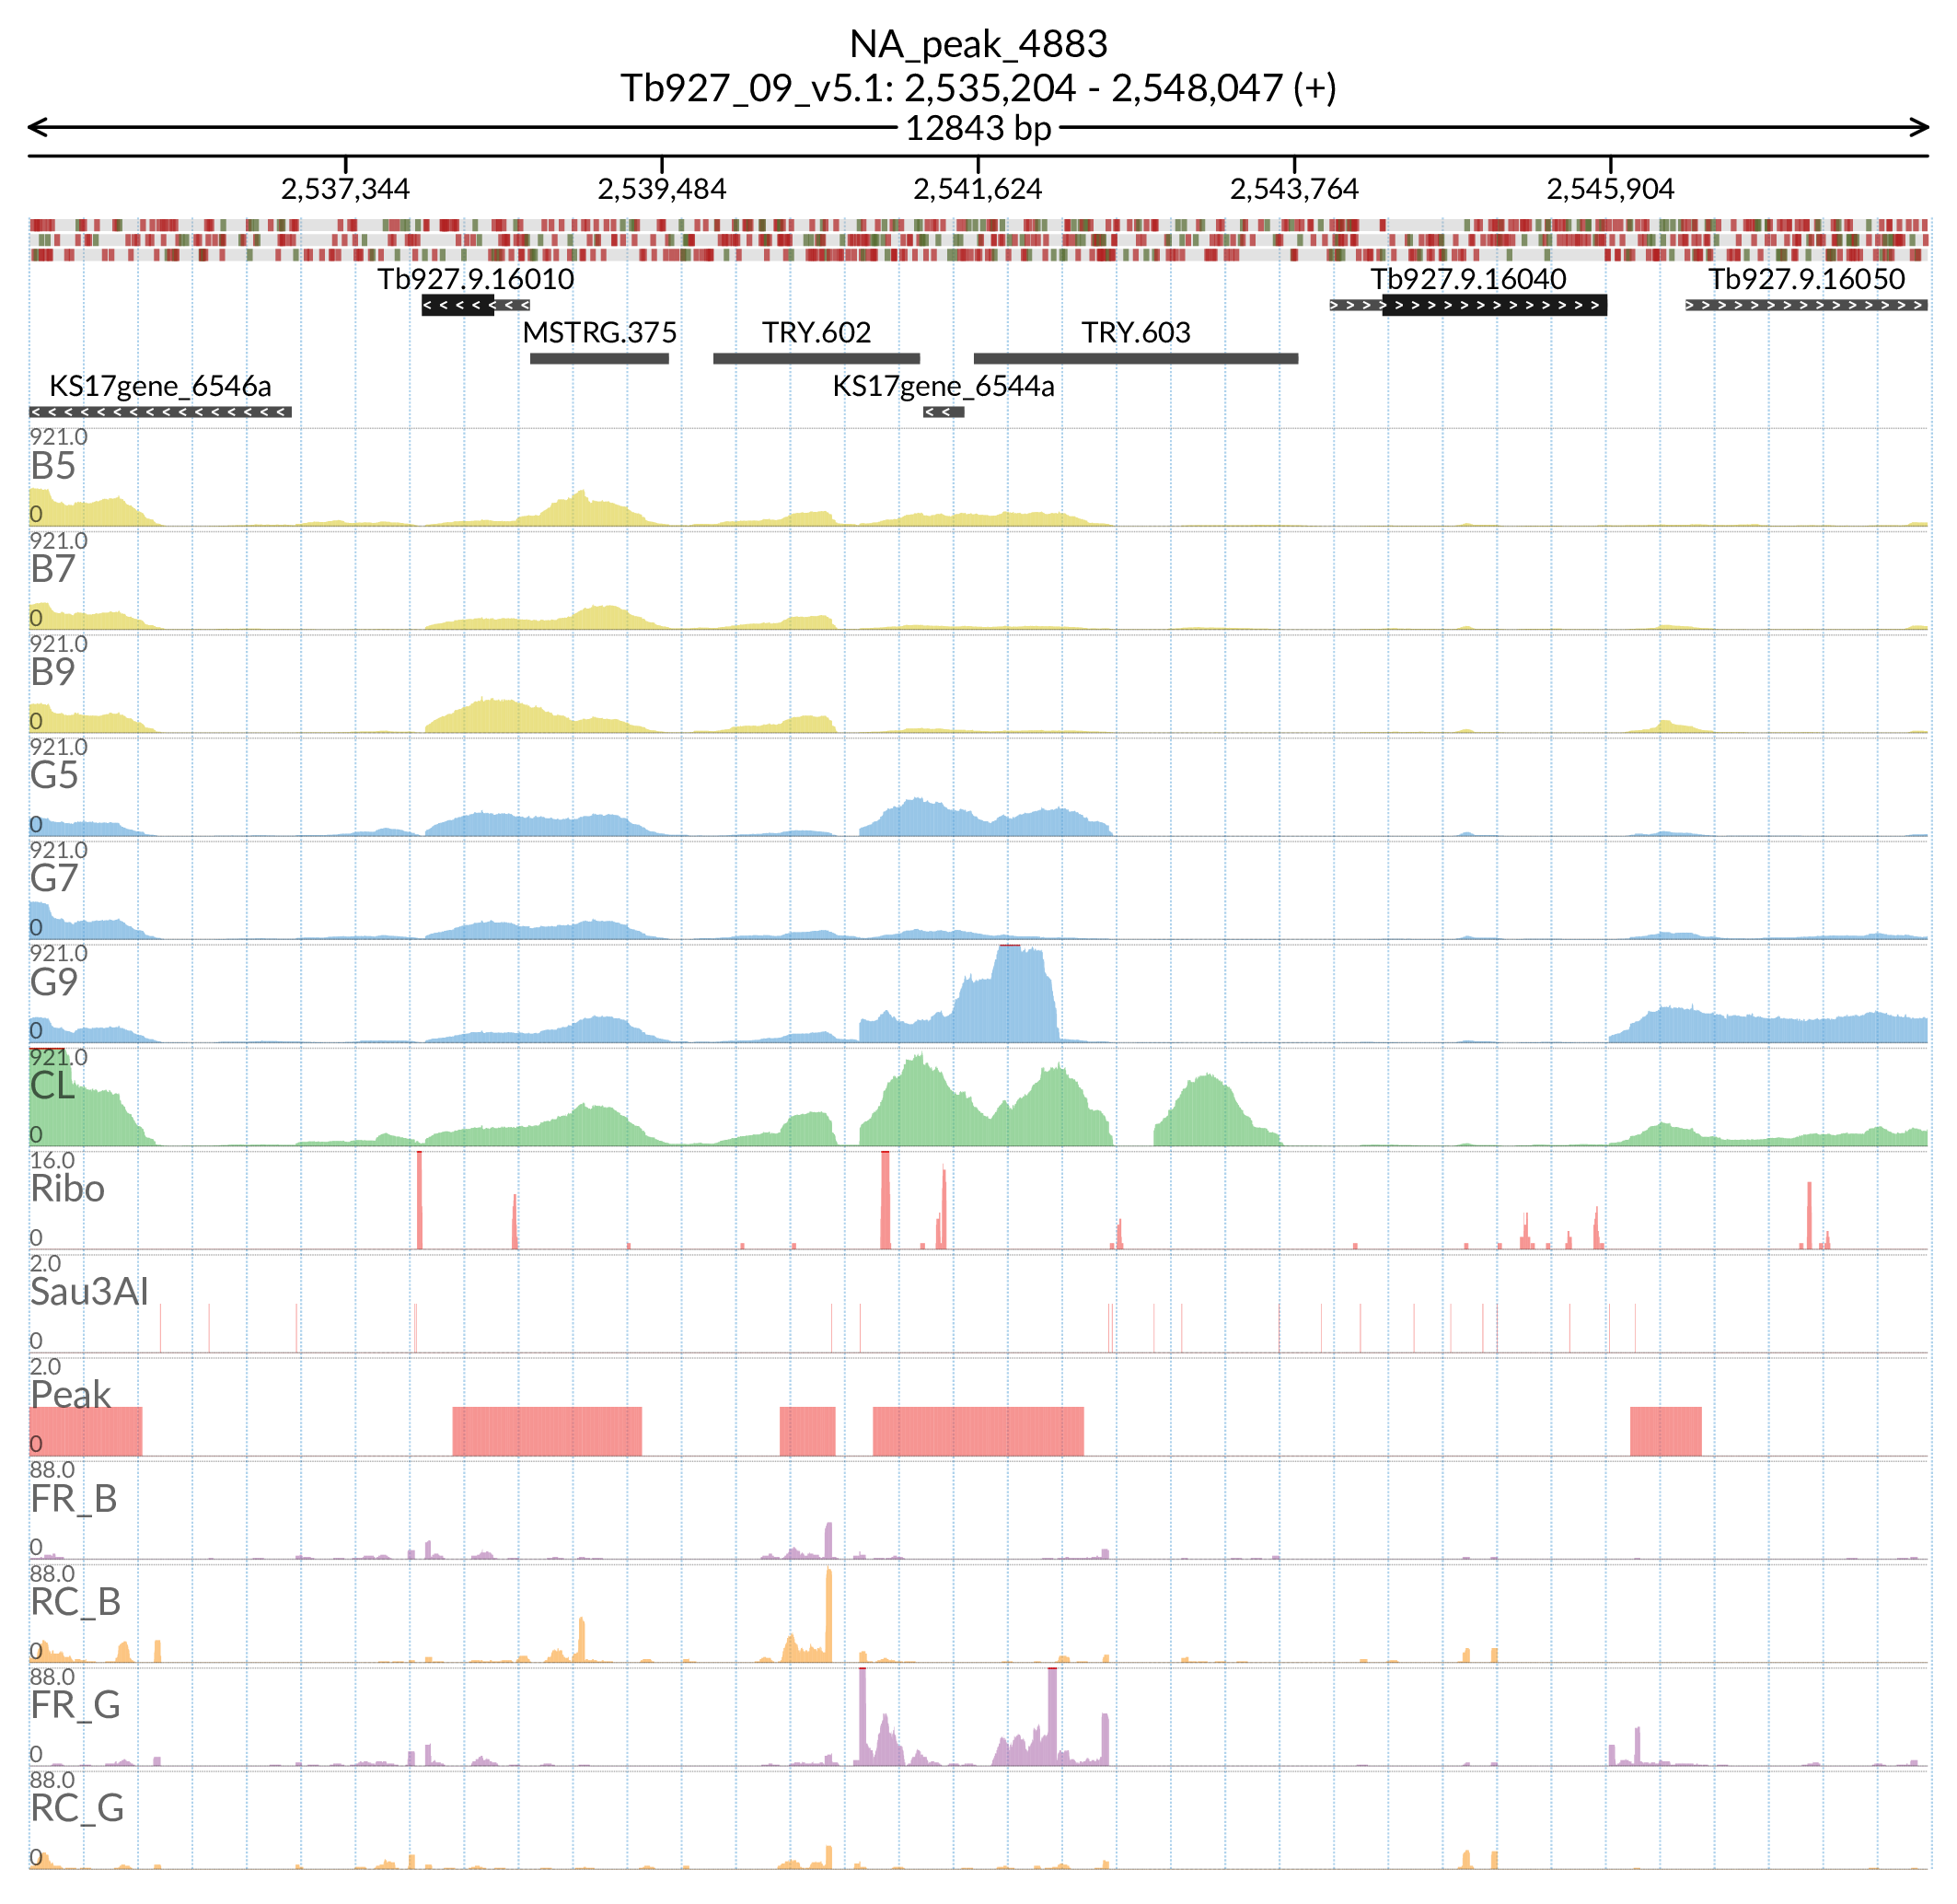 NA_peak_4883
Tb927_09_v5.1: 2,535,204 - 2,548,047 (+)
12843 bp
2,537,344 2,539,484 2,541,624 2,543,764 2,545,904
Tb927.9.16010 Tb927.9.16040 Tb927.9.16050
MSTRG.375 TRY.602 TRY.603
KS17gene_6546a KS17gene_6544a
921.0
B5
0
921.0
B7
0
921.0
B9
0
921.0
G5
0
921.0
G7
0
921.0
G9
0
921.0
CL
0
16.0
Ribo
0
2.0
Sau3AI
0
2.0
Peak
0
88.0
FR_B
0
88.0
RC_B
0
88.0
FR_G
0
88.0
RC_G
0